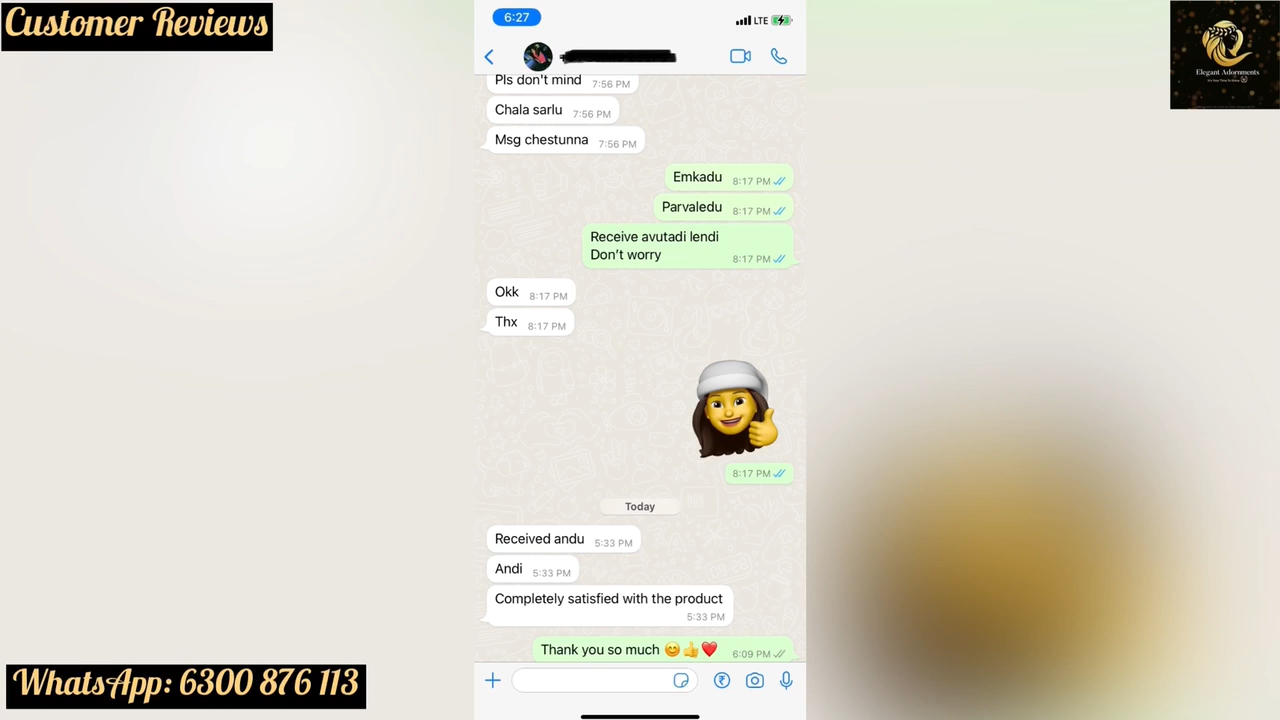 Customer Reviews
6:27
LTE
Elegant Adornments
Pls don't mind 7:56 PM
Chala sarlu 7:56 PM
Msg chestunna 7:56 PM
Emkadu 8:17 PM
Parvaledu 8:17 PM
Receive avutadi lendi
Don’t worry 8:17 PM
Okk 8:17 PM
Thx 8:17 PM
8:17 PM
Today
Received andu 5:33 PM
Andi 5:33 PM
Completely satisfied with the product
5:33 PM
Thank you so much 😊👍❤️ 6:09 PM
WhatsApp: 6300 876 113